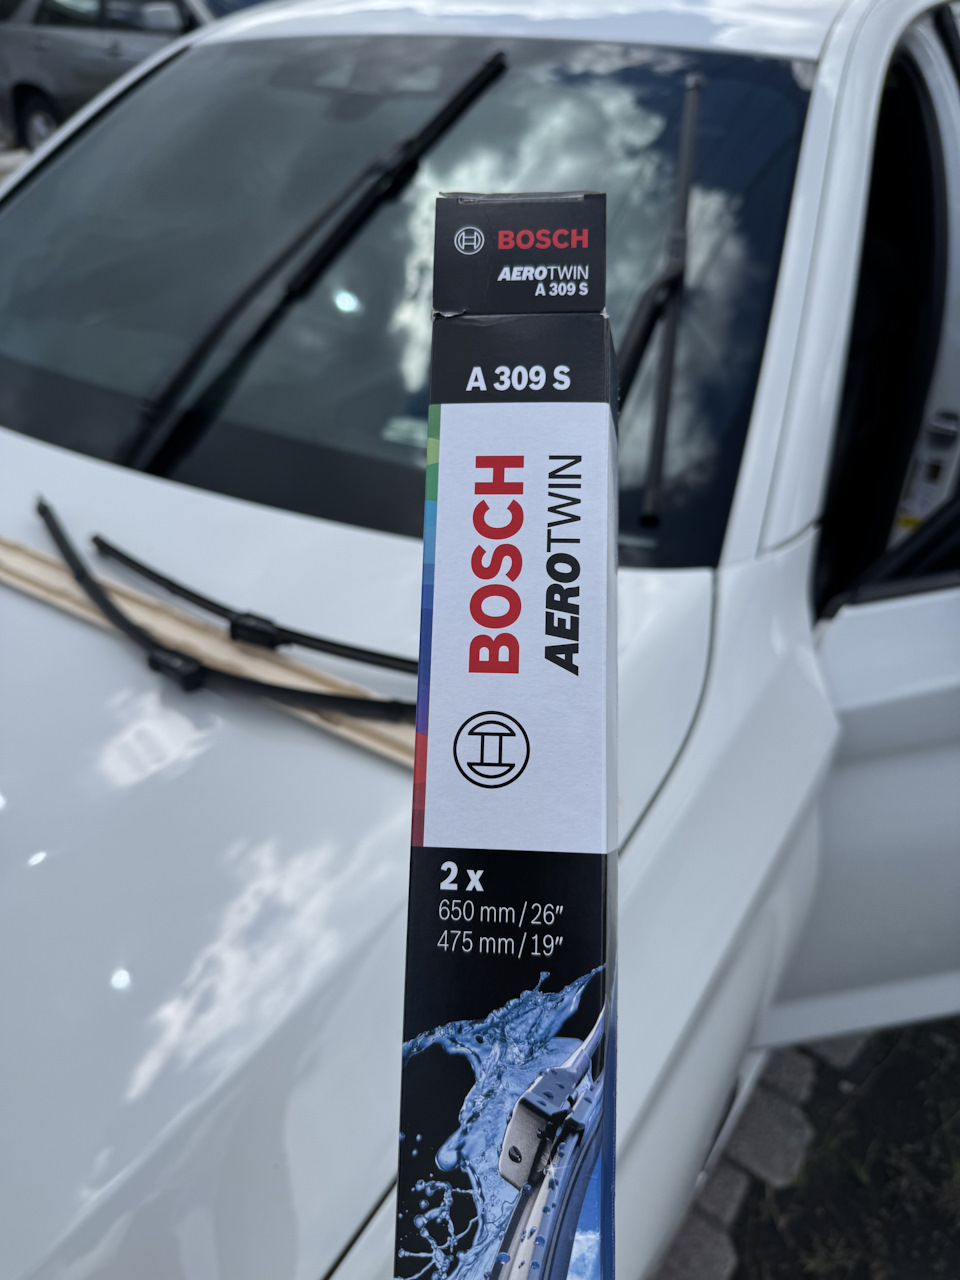 BOSCH
AEROTWIN
A 309 S
A 309 S
BOSCH
AEROTWIN
2 x
650 mm / 26″
475 mm / 19″